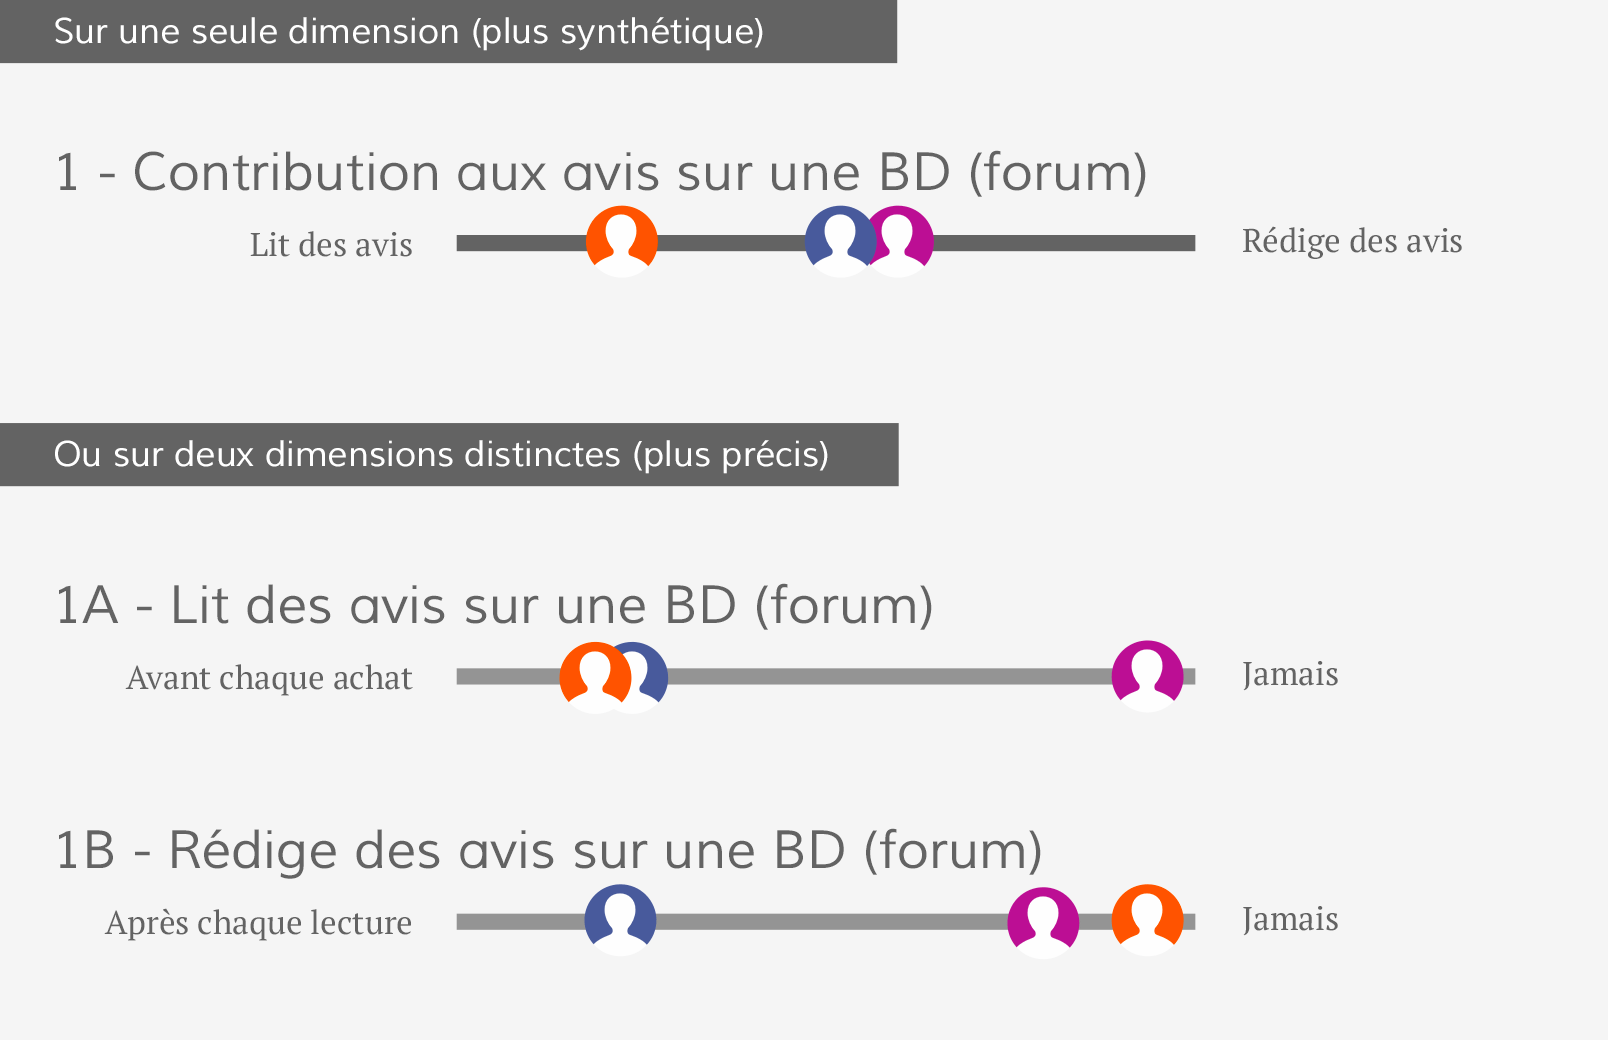 Sur une seule dimension (plus synthétique)
1 - Contribution aux avis sur une BD (forum)
Lit des avis
Rédige des avis
Ou sur deux dimensions distinctes (plus précis)
1A - Lit des avis sur une BD (forum)
Avant chaque achat
Jamais
1B - Rédige des avis sur une BD (forum)
Après chaque lecture
Jamais